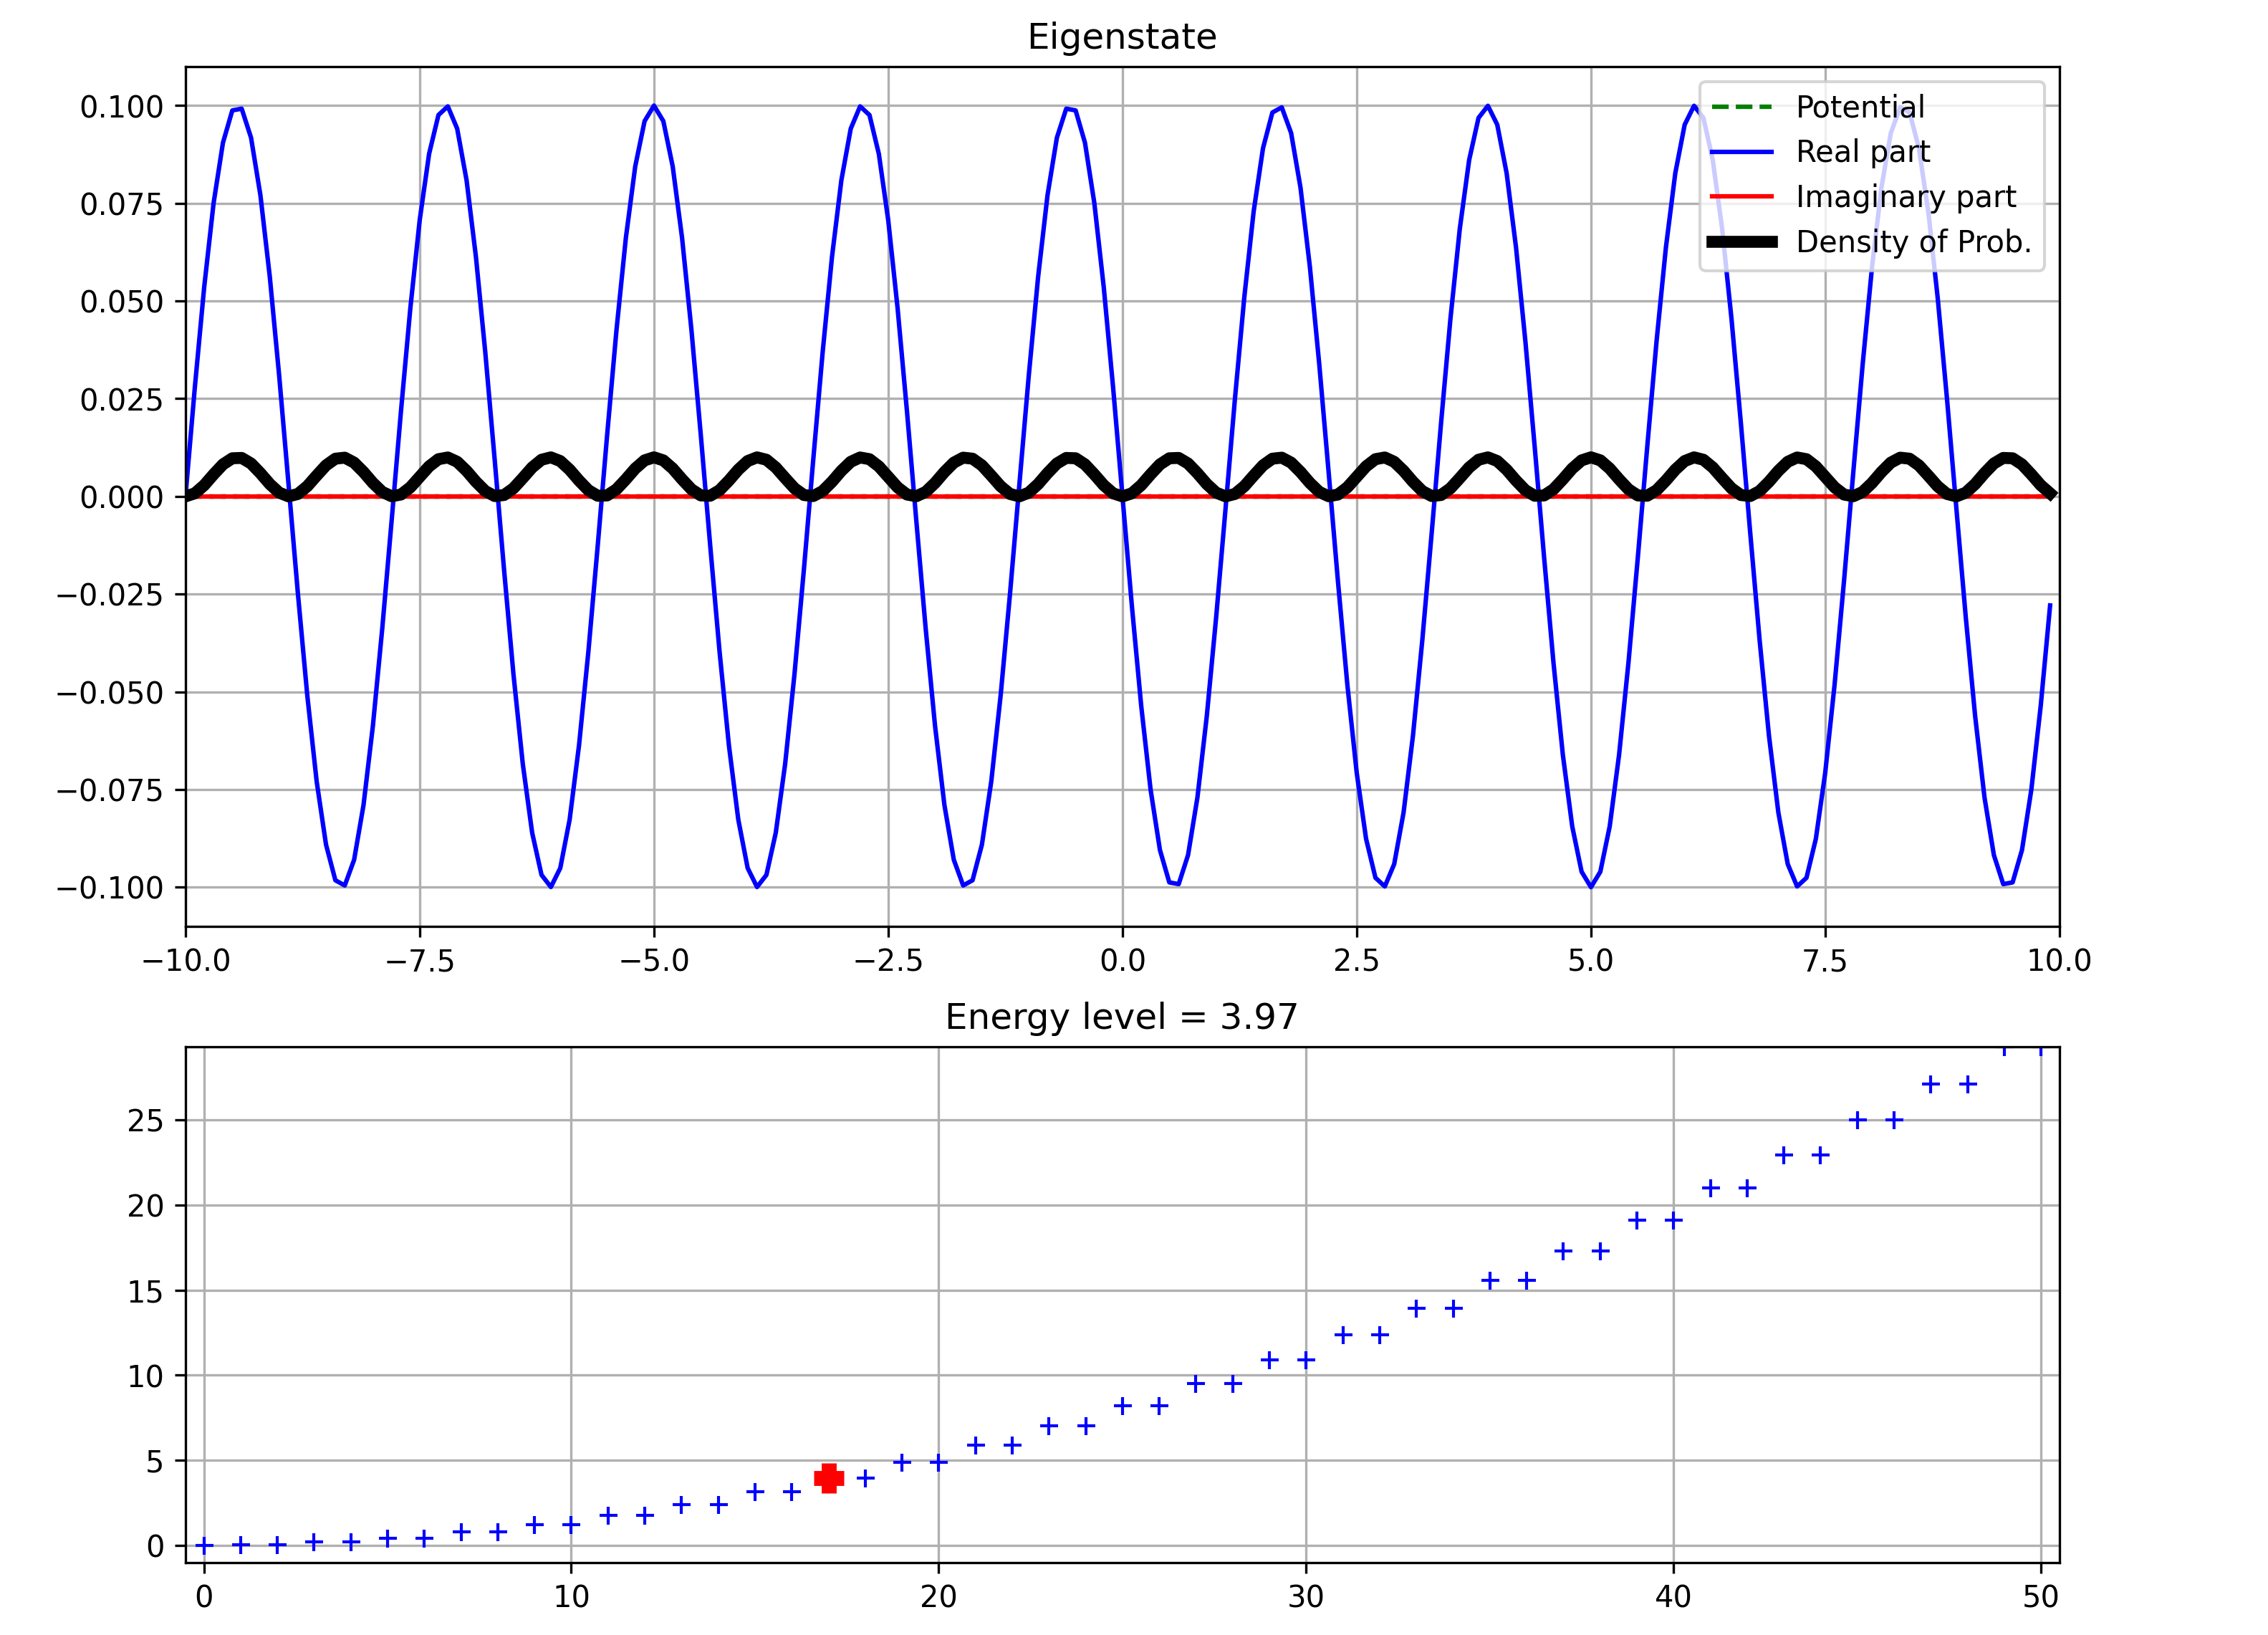 Eigenstate
0.100
0.075
0.050
0.025
0.000
−0.025
−0.050
−0.075
−0.100
Potential
Real part
Imaginary part
Density of Prob.
−10.0 −7.5 −5.0 −2.5 0.0 2.5 5.0 7.5 10.0
Energy level = 3.97
25
20
15
10
5
0
0 10 20 30 40 50